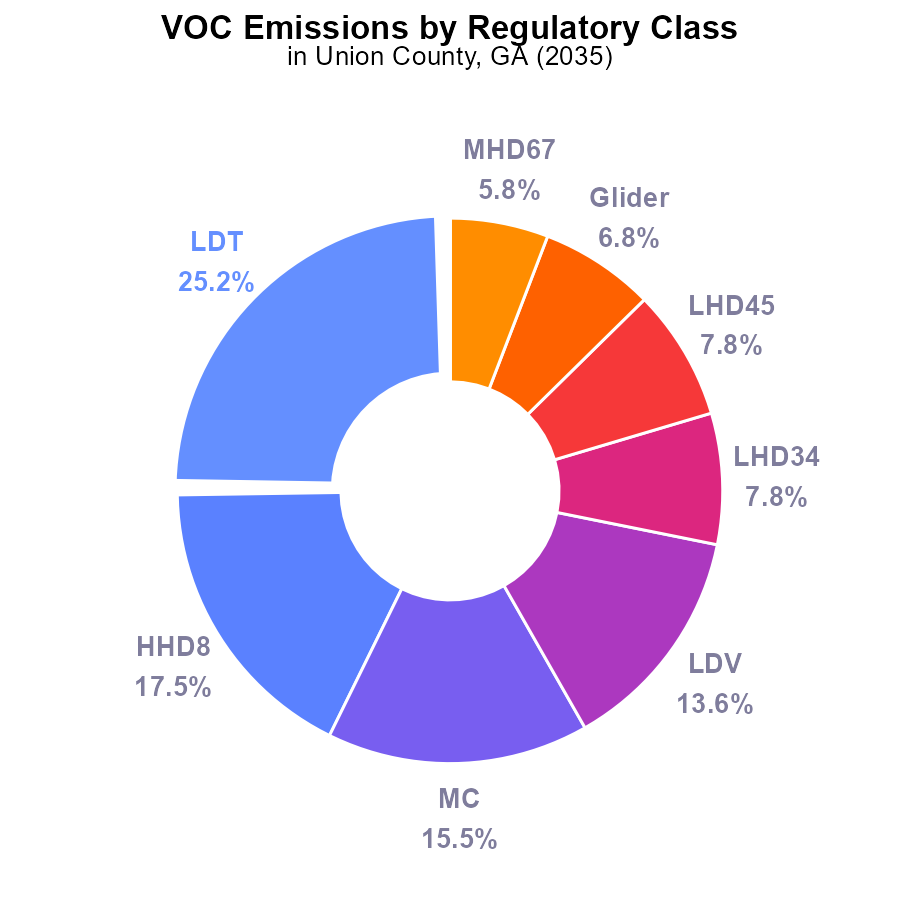 VOC Emissions by Regulatory Class
in Union County, GA (2035)
MHD67
5.8%
Glider
6.8%
LHD45
7.8%
LHD34
7.8%
LDV
13.6%
MC
15.5%
HHD8
17.5%
LDT
25.2%